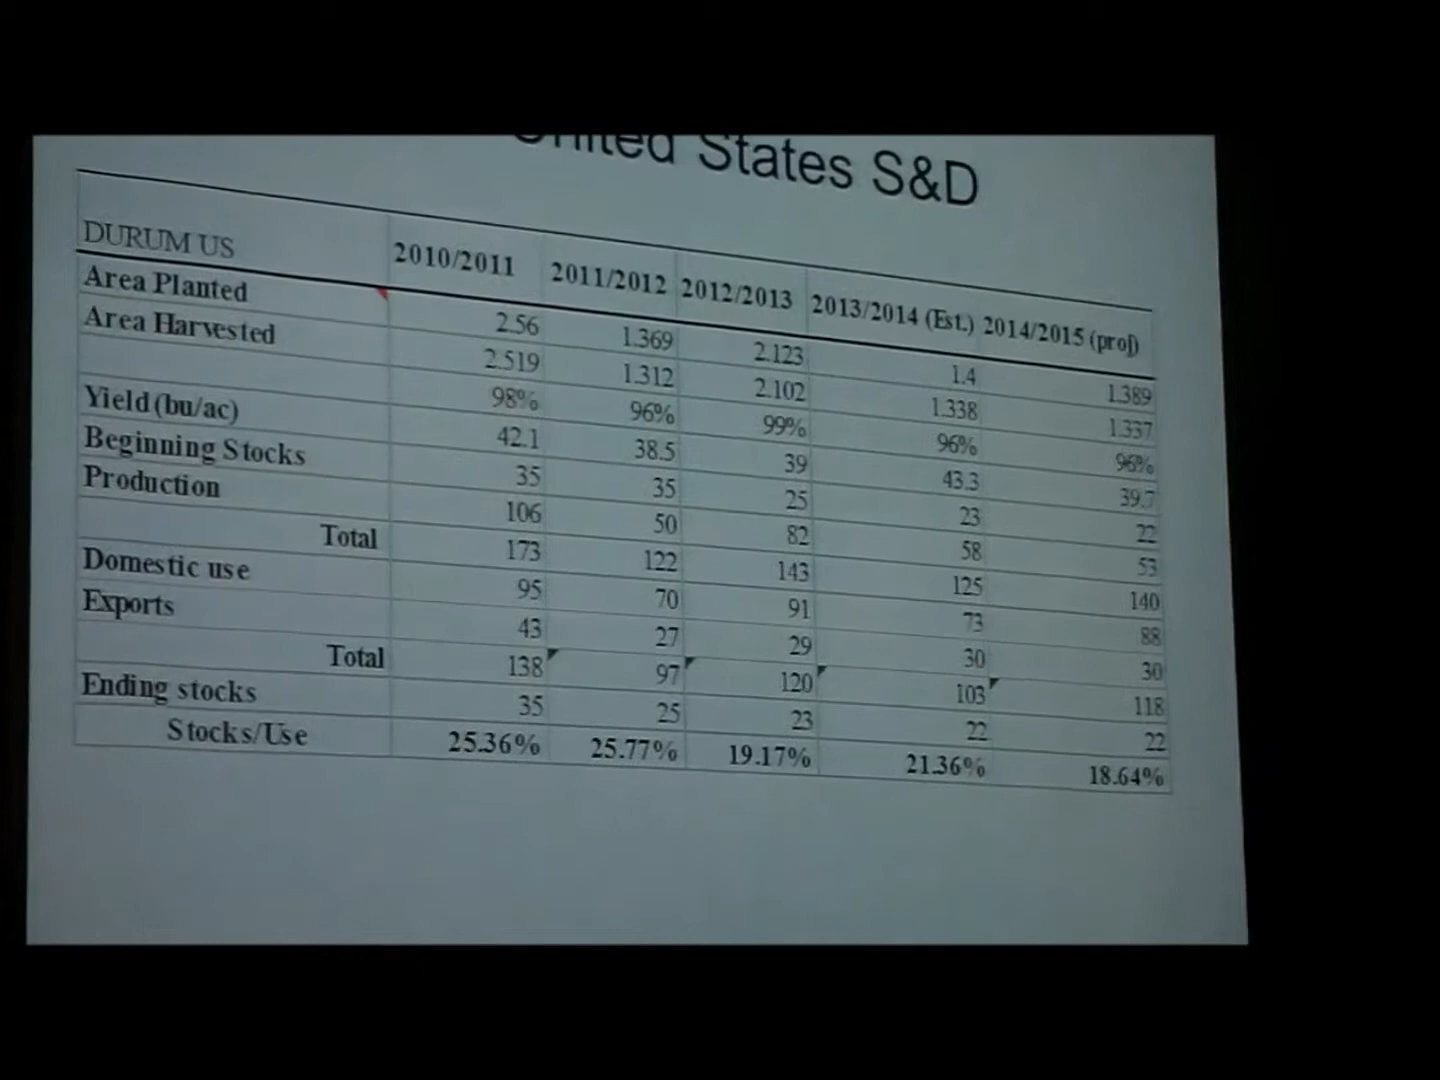 United States S&D
DURUM US 2010/2011 2011/2012 2012/2013 2013/2014 (Est.) 2014/2015 (proj)
Area Planted 2.56 1.369 2.123 1.4 1.389
Area Harvested 2.519 1.312 2.102 1.338 1.337
98% 96% 99% 96% 96%
Yield (bu/ac) 42.1 38.5 39 43.3 39.7
Beginning Stocks 35 35 25 23 22
Production 106 50 82 58 53
Total 173 122 143 125 140
Domestic use 95 70 91 73 88
Exports 43 27 29 30 30
Total 138 97 120 103 118
Ending stocks 35 25 23 22 22
Stocks/Use 25.36% 25.77% 19.17% 21.36% 18.64%